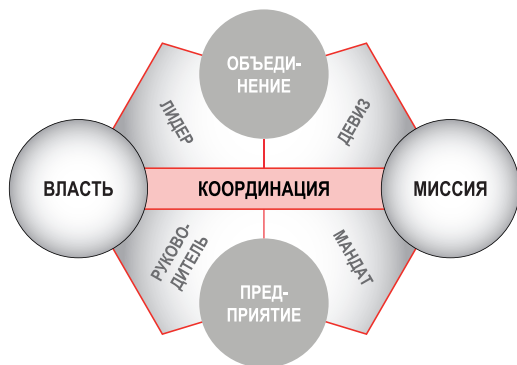 ОБЪЕДИ-
НЕНИЕ
ЛИДЕР
ДЕВИЗ
ВЛАСТЬ
КООРДИНАЦИЯ
МИССИЯ
РУКОВО-
ДИТЕЛЬ
МАНДАТ
ПРЕД-
ПРИЯТИЕ